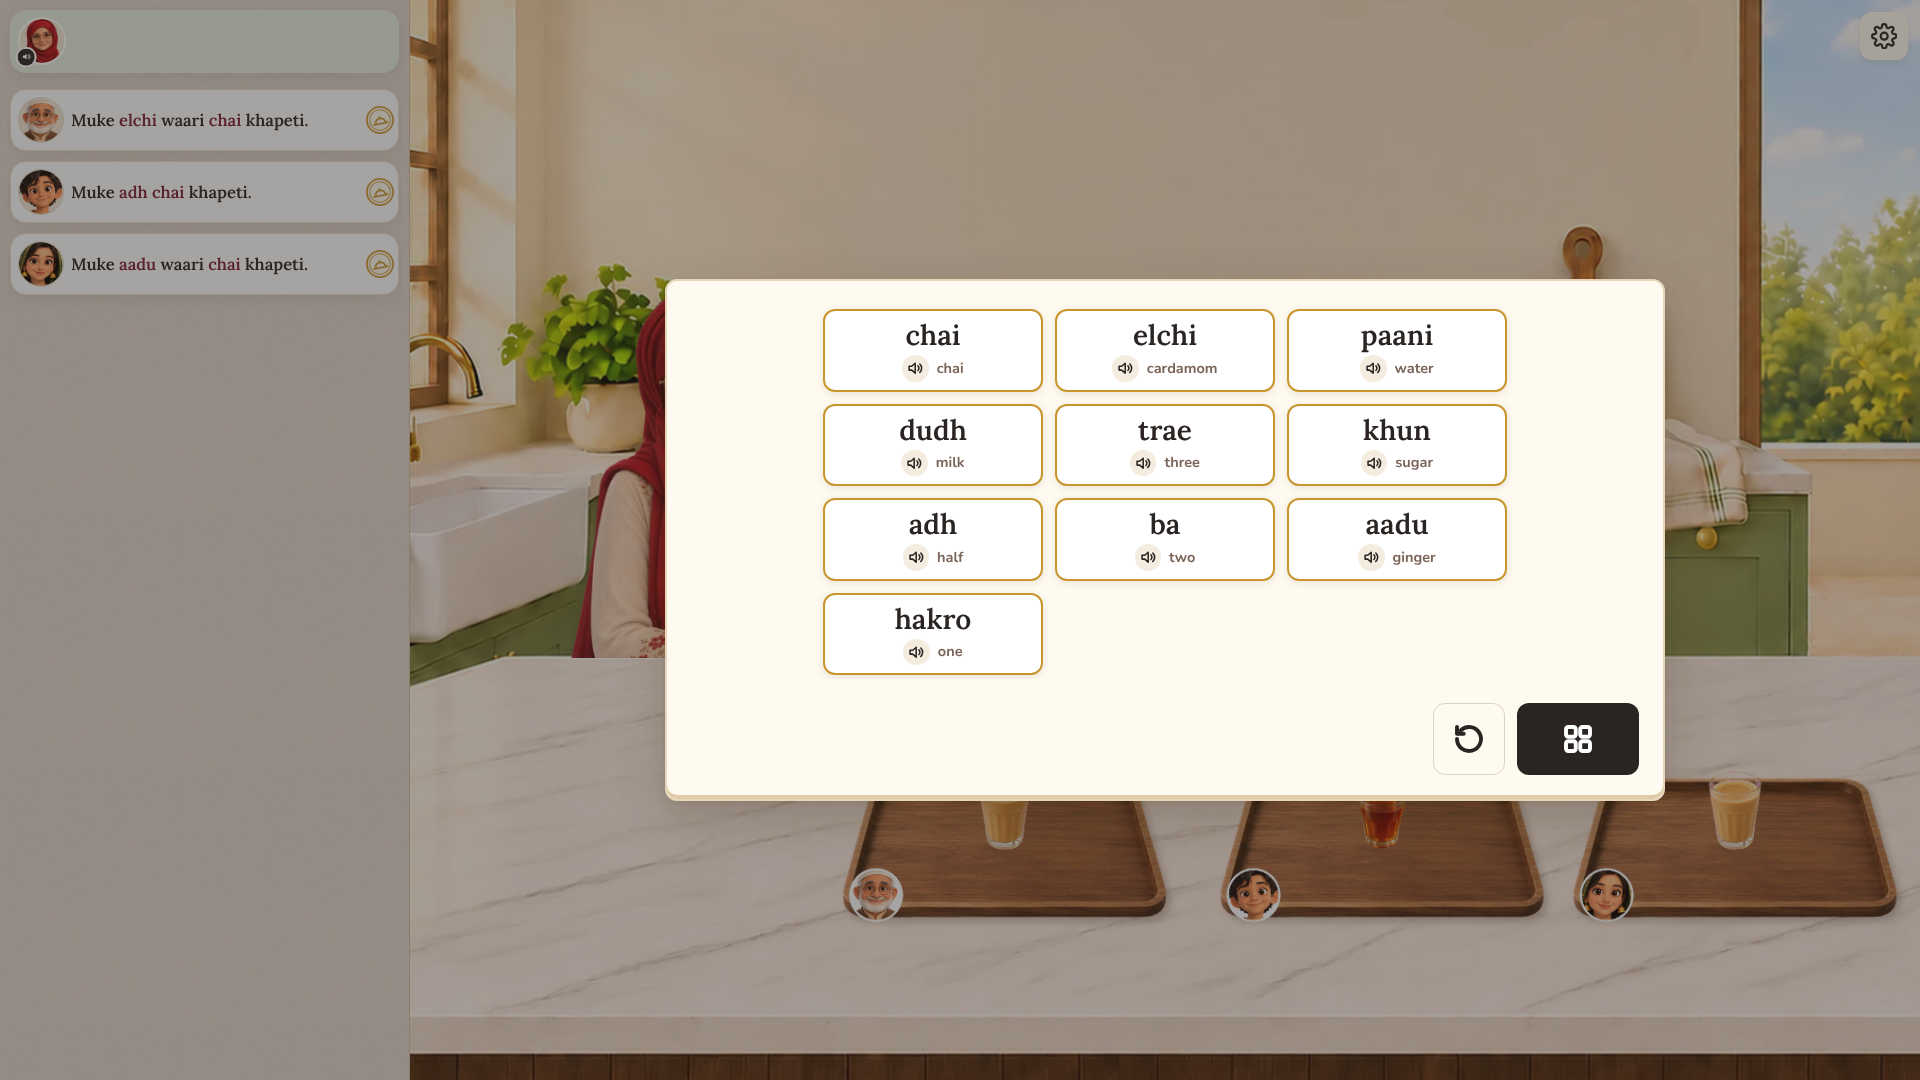 Muke elchi waari chai khapeti.
Muke adh chai khapeti.
Muke aadu waari chai khapeti.
chai
chai
elchi
cardamom
paani
water
dudh
milk
trae
three
khun
sugar
adh
half
ba
two
aadu
ginger
hakro
one